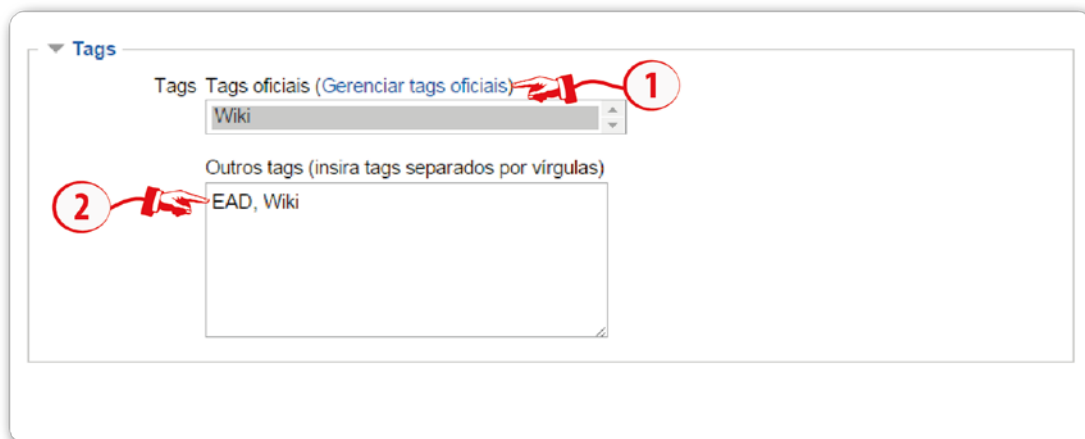 Tags
Tags Tags oficiais (Gerenciar tags oficiais)
1
Wiki
Outros tags (insira tags separados por vírgulas)
2
EAD, Wiki